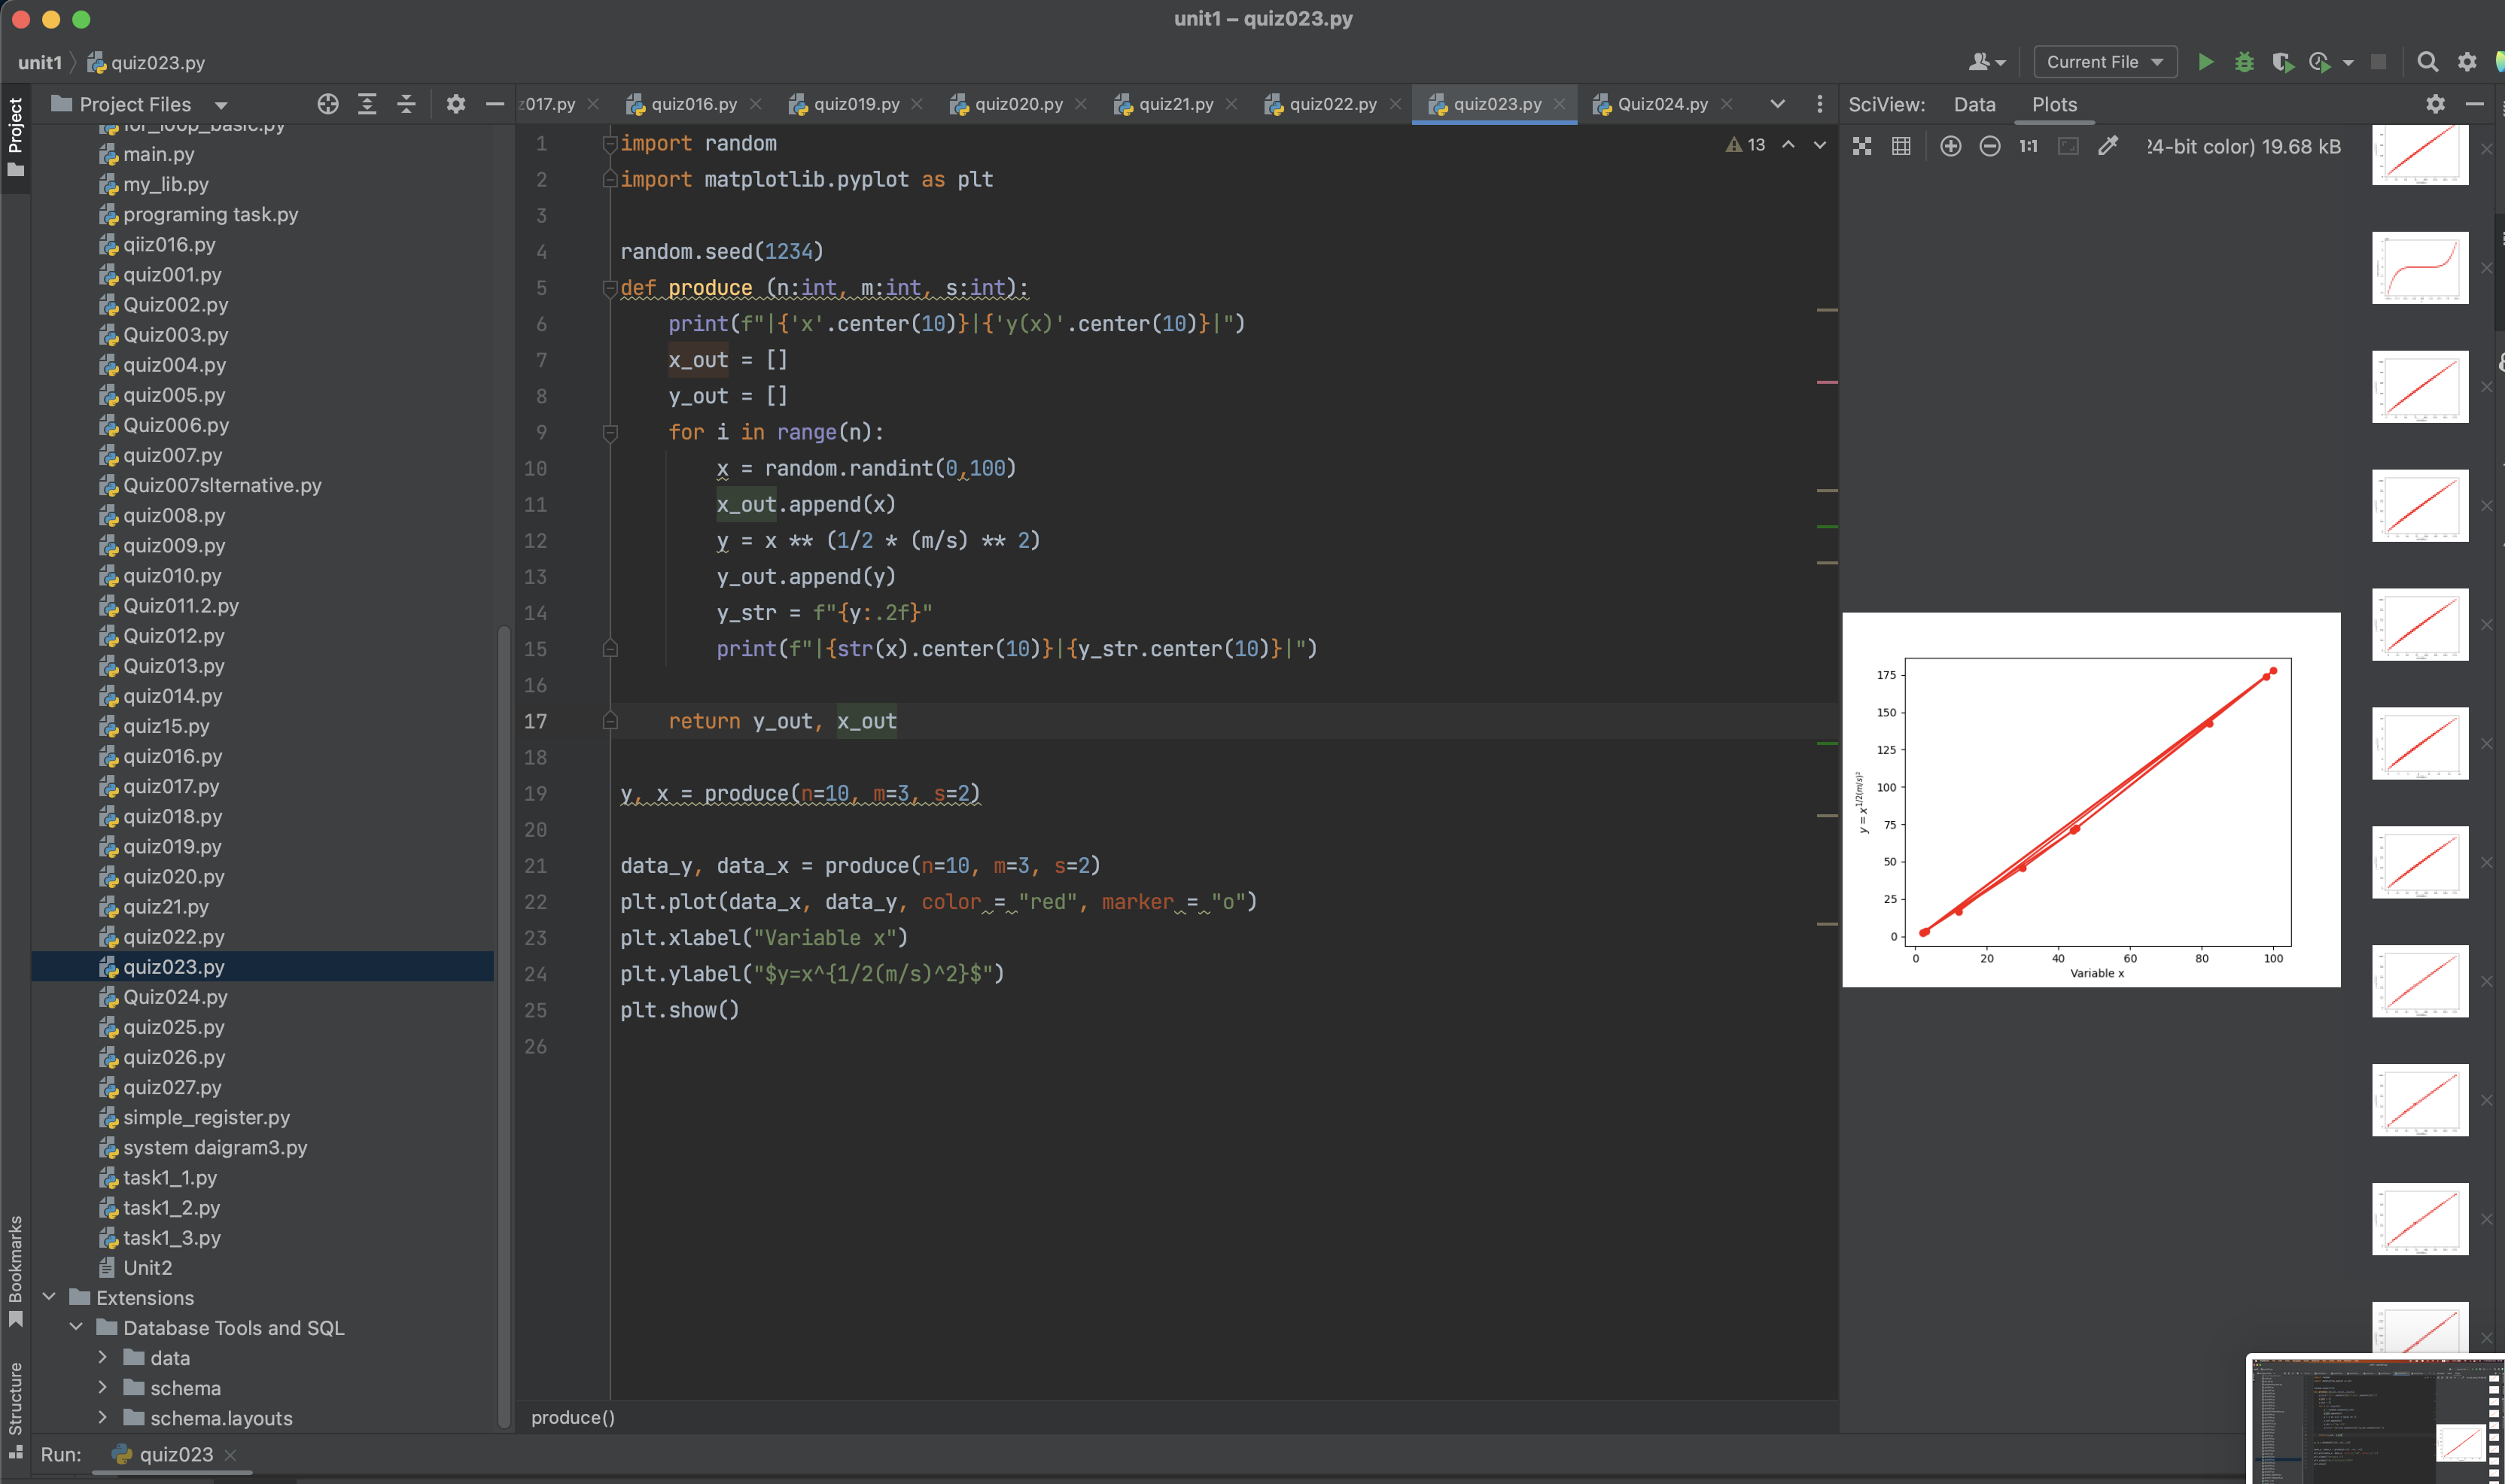 unit1 – quiz023.py
unit1 quiz023.py
Current File
Project
Project Files
z017.py quiz016.py quiz019.py quiz020.py quiz21.py quiz022.py quiz023.py Quiz024.py
SciView: Data Plots
for_loop_basic.py
main.py
my_lib.py
programing task.py
qiiz016.py
quiz001.py
Quiz002.py
Quiz003.py
quiz004.py
quiz005.py
Quiz006.py
quiz007.py
Quiz007slternative.py
quiz008.py
quiz009.py
quiz010.py
Quiz011.2.py
Quiz012.py
Quiz013.py
quiz014.py
quiz15.py
quiz016.py
quiz017.py
quiz018.py
quiz019.py
quiz020.py
quiz21.py
quiz022.py
quiz023.py
Quiz024.py
quiz025.py
quiz026.py
quiz027.py
simple_register.py
system daigram3.py
task1_1.py
task1_2.py
task1_3.py
Unit2
Extensions
Database Tools and SQL
data
schema
schema.layouts
Bookmarks
Structure
1 import random
2 import matplotlib.pyplot as plt
3
4 random.seed(1234)
5 def produce (n:int, m:int, s:int):
6 print(f"|{'x'.center(10)}|{'y(x)'.center(10)}|")
7 x_out = []
8 y_out = []
9 for i in range(n):
10 x = random.randint(0,100)
11 x_out.append(x)
12 y = x ** (1/2 * (m/s) ** 2)
13 y_out.append(y)
14 y_str = f"{y:.2f}"
15 print(f"|{str(x).center(10)}|{y_str.center(10)}|")
16
17 return y_out, x_out
18
19 y, x = produce(n=10, m=3, s=2)
20
21 data_y, data_x = produce(n=10, m=3, s=2)
22 plt.plot(data_x, data_y, color = "red", marker = "o")
23 plt.xlabel("Variable x")
24 plt.ylabel("$y=x^{1/2(m/s)^2}$")
25 plt.show()
26
13
1:1 24-bit color) 19.68 kB
175
150
125
100
75
50
25
0
y = x^{1/2(m/s)²}
0 20 40 60 80 100
Variable x
produce()
Run: quiz023